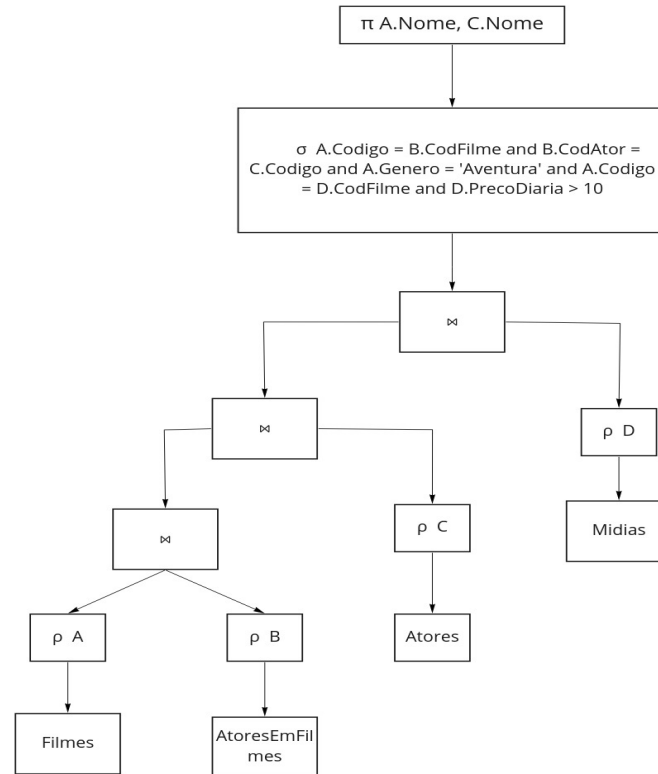 π A.Nome, C.Nome
σ A.Codigo = B.CodFilme and B.CodAtor =
C.Codigo and A.Genero = 'Aventura' and A.Codigo
= D.CodFilme and D.PrecoDiaria > 10
⋈
⋈
ρ D
⋈
ρ C
Midias
ρ A
ρ B
Atores
Filmes
AtoresEmFil
mes